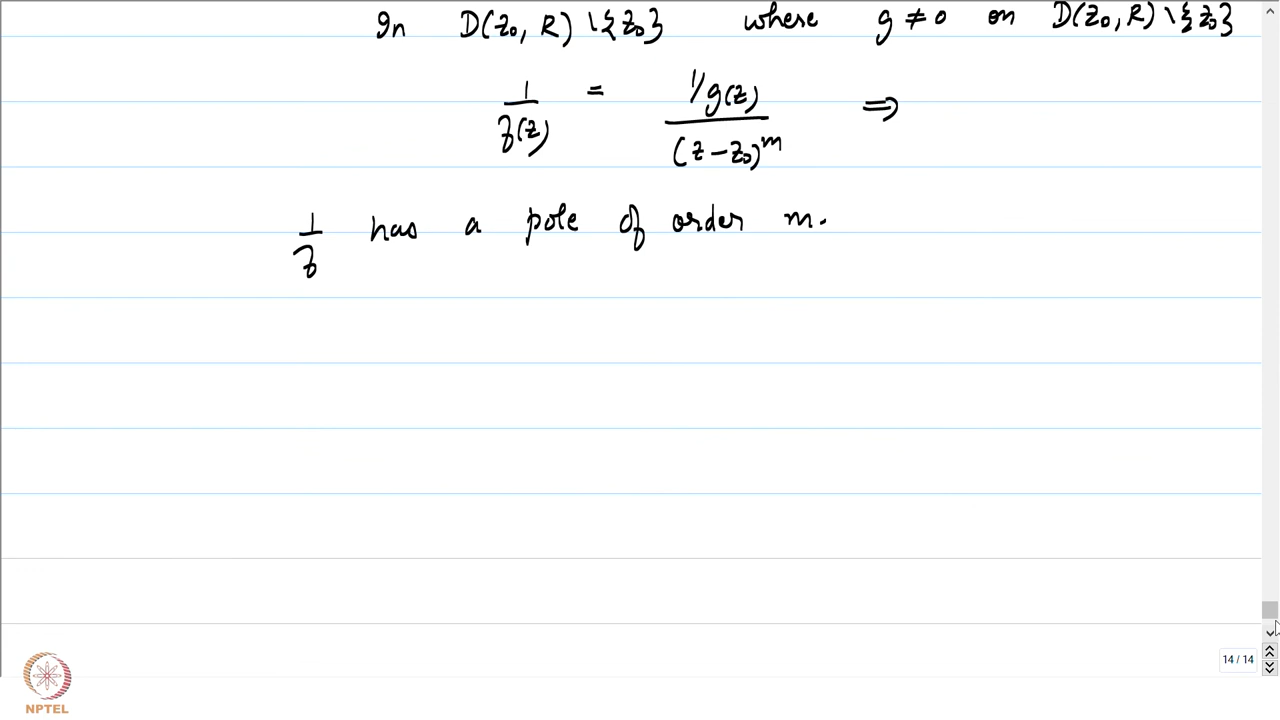 In D(z₀, R) \ {z₀} where g ≠ 0 on D(z₀, R) \ {z₀}
1/f(z) = (1/g(z))/(z-z₀)^m ⇒
1/f has a pole of order m.
14 / 14
NPTEL